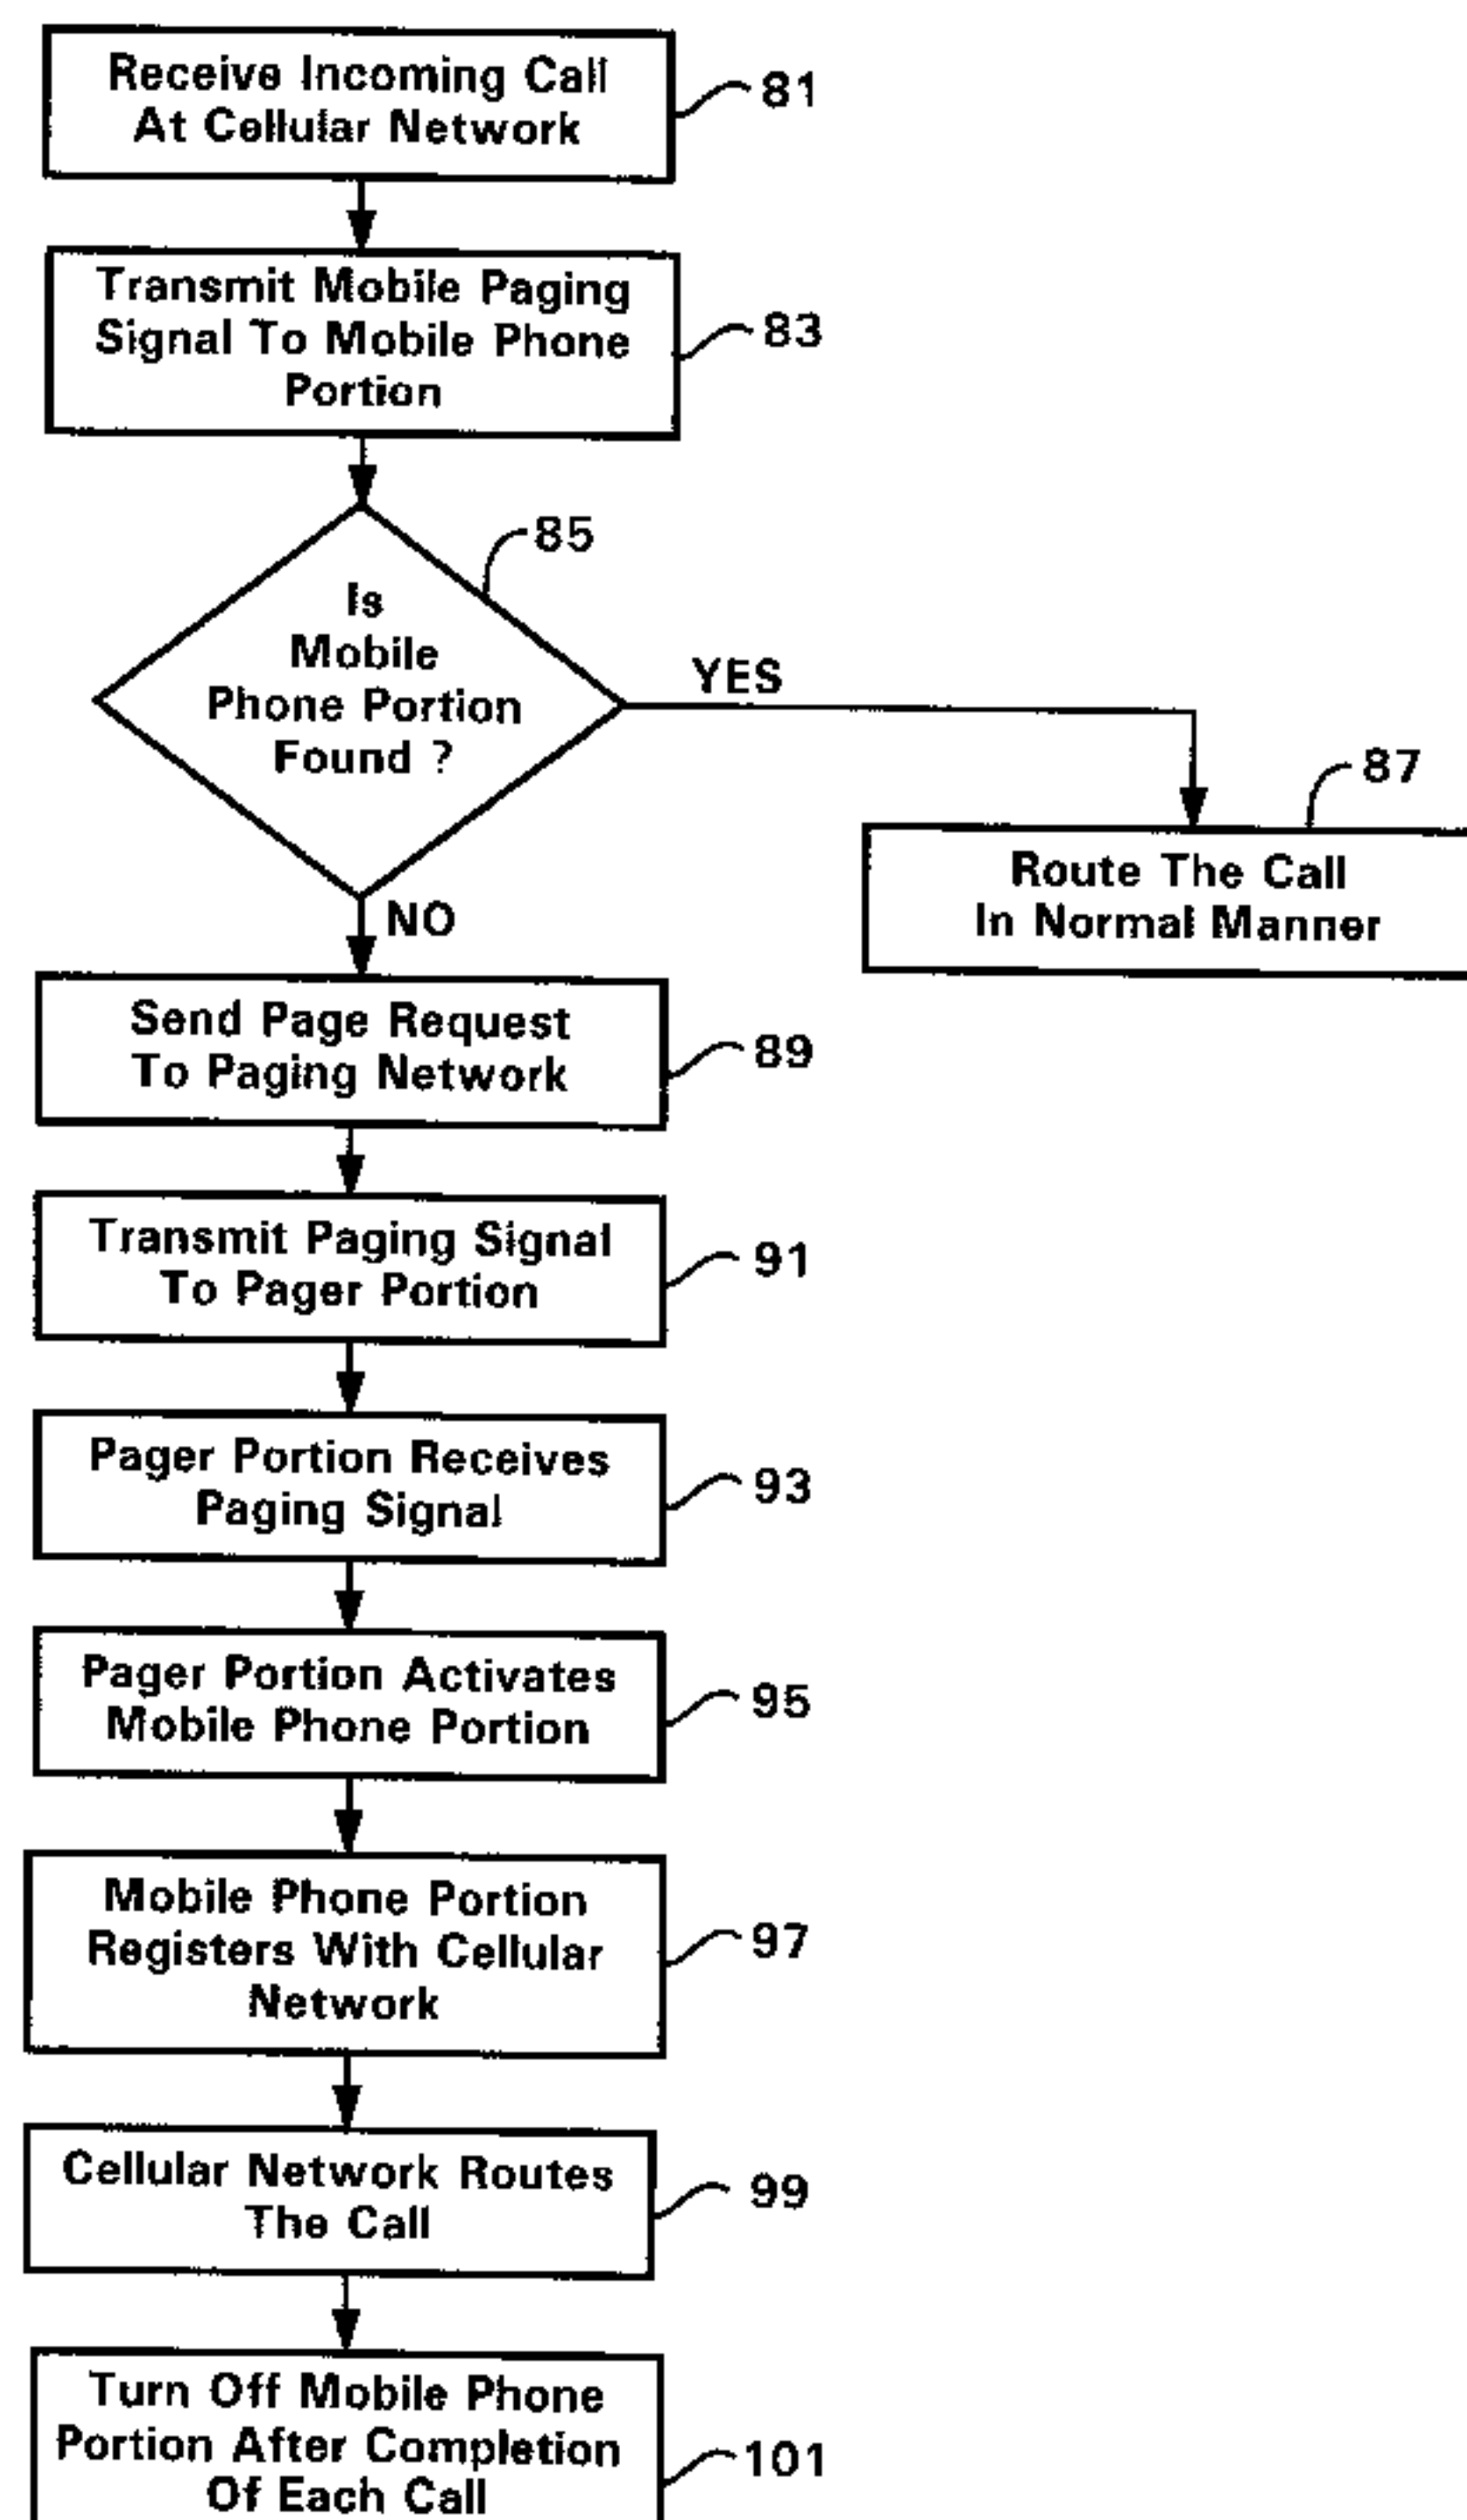 Receive Incoming Call
At Cellular Network
81
Transmit Mobile Paging
Signal To Mobile Phone
Portion
83
85
Is
Mobile
Phone Portion
Found ?
YES
87
Route The Call
In Normal Manner
NO
Send Page Request
To Paging Network
89
Transmit Paging Signal
To Pager Portion
91
Pager Portion Receives
Paging Signal
93
Pager Portion Activates
Mobile Phone Portion
95
Mobile Phone Portion
Registers With Cellular
Network
97
Cellular Network Routes
The Call
99
Turn Off Mobile Phone
Portion After Completion
Of Each Call
101